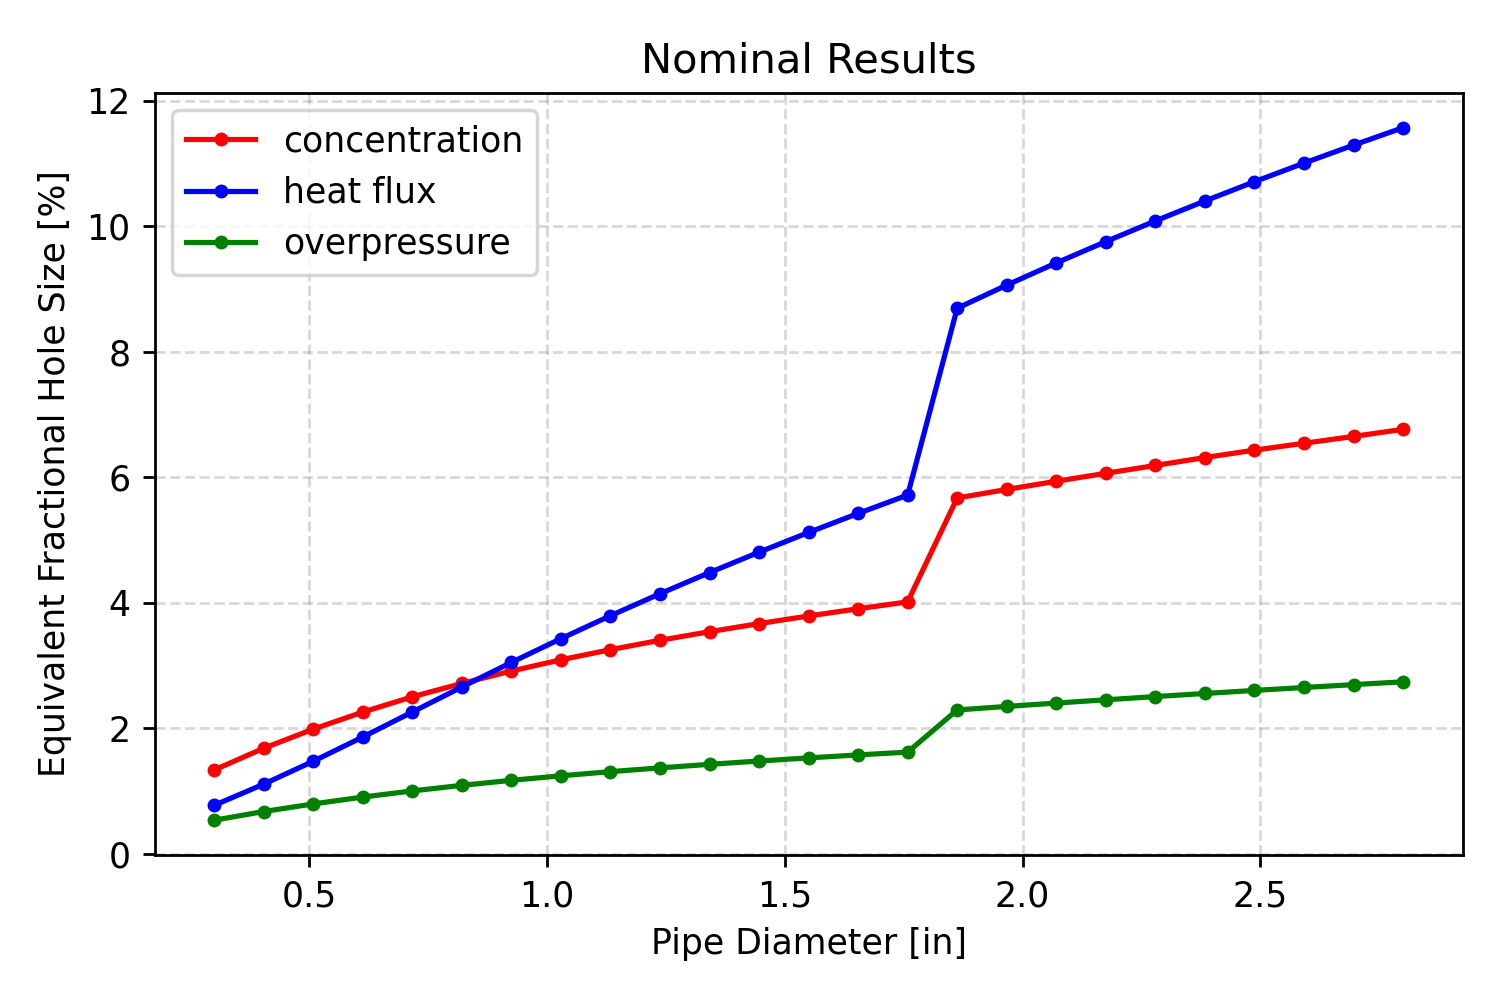 Nominal Results
concentration
heat flux
overpressure
Equivalent Fractional Hole Size [%]
12
10
8
6
4
2
0
0.5 1.0 1.5 2.0 2.5
Pipe Diameter [in]